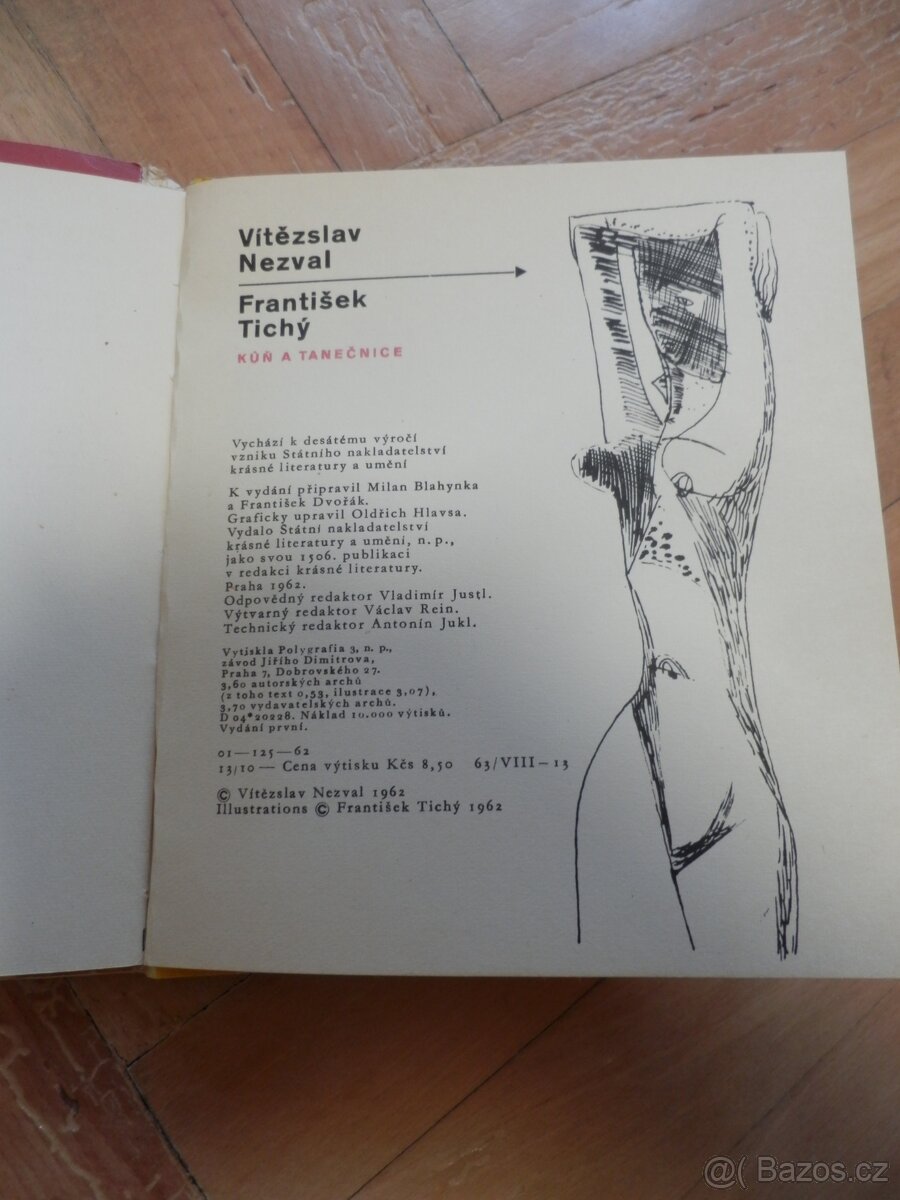 Vítězslav
Nezval
František
Tichý
KŮŇ A TANEČNICE
Vychází k desátému výročí
vzniku Státního nakladatelství
krásné literatury a umění
K vydání připravil Milan Blahynka
a František Dvořák.
Graficky upravil Oldřich Hlavsa.
Vydalo Státní nakladatelství
krásné literatury a umění, n. p.,
jako svou 1506. publikaci
v redakci krásné literatury.
Praha 1962.
Odpovědný redaktor Vladimír Justl.
Výtvarný redaktor Václav Rein.
Technický redaktor Antonín Jukl.
Vytiskla Polygrafia 3, n. p.,
závod Jiřího Dimitrova,
Praha 7, Dobrovského 27.
3,60 autorských archů
(z toho text 0,53, ilustrace 3,07),
3,70 vydavatelských archů.
D 04*20228. Náklad 10.000 výtisků.
Vydání první.
01—125—62
13/10 — Cena výtisku Kčs 8,50 63/VIII—13
© Vítězslav Nezval 1962
Illustrations © František Tichý 1962
@( Bazos.cz